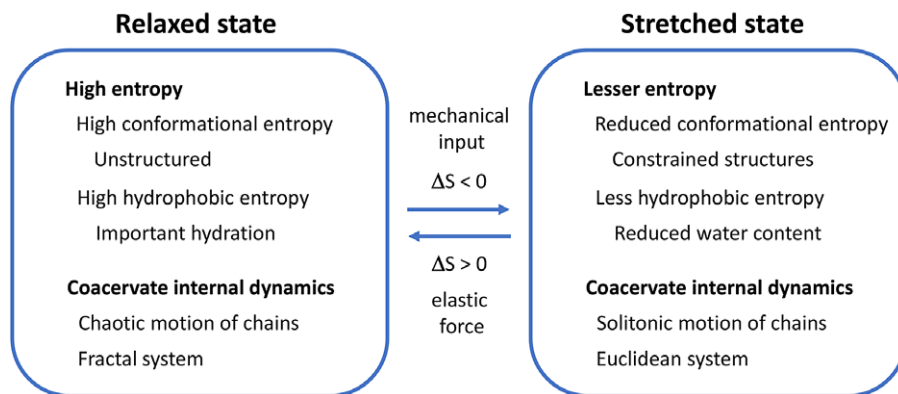 Relaxed state
High entropy
High conformational entropy
Unstructured
High hydrophobic entropy
Important hydration
Coacervate internal dynamics
Chaotic motion of chains
Fractal system
mechanical
input
ΔS < 0
ΔS > 0
elastic
force
Stretched state
Lesser entropy
Reduced conformational entropy
Constrained structures
Less hydrophobic entropy
Reduced water content
Coacervate internal dynamics
Solitonic motion of chains
Euclidean system